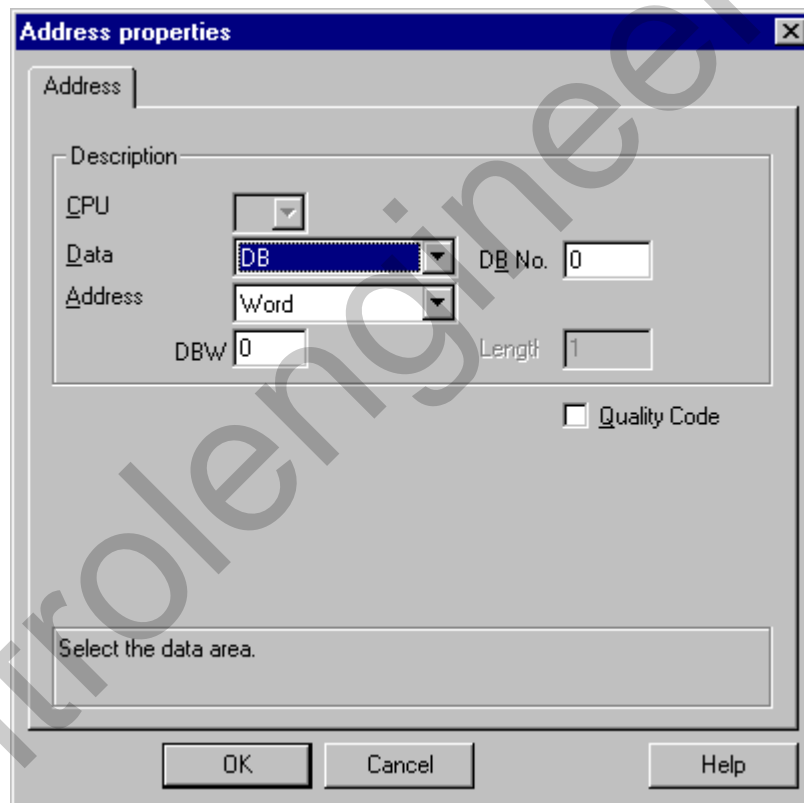 Address properties
Address
Description
CPU
Data DB DB No. 0
Address Word
DBW 0 Length 1
Quality Code
Select the data area.
OK Cancel Help
trolengineer